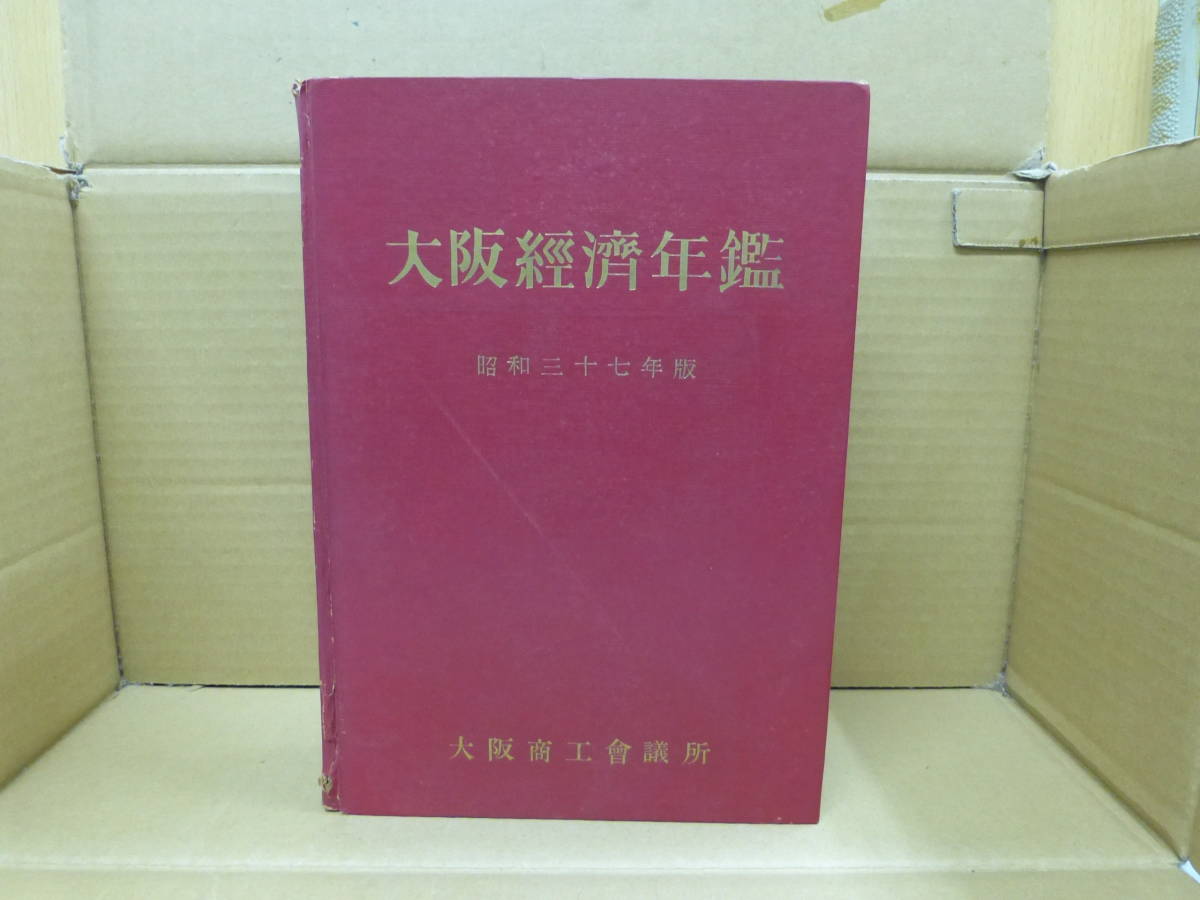 大阪經濟年鑑
昭和三十七年版
大阪商工會議所